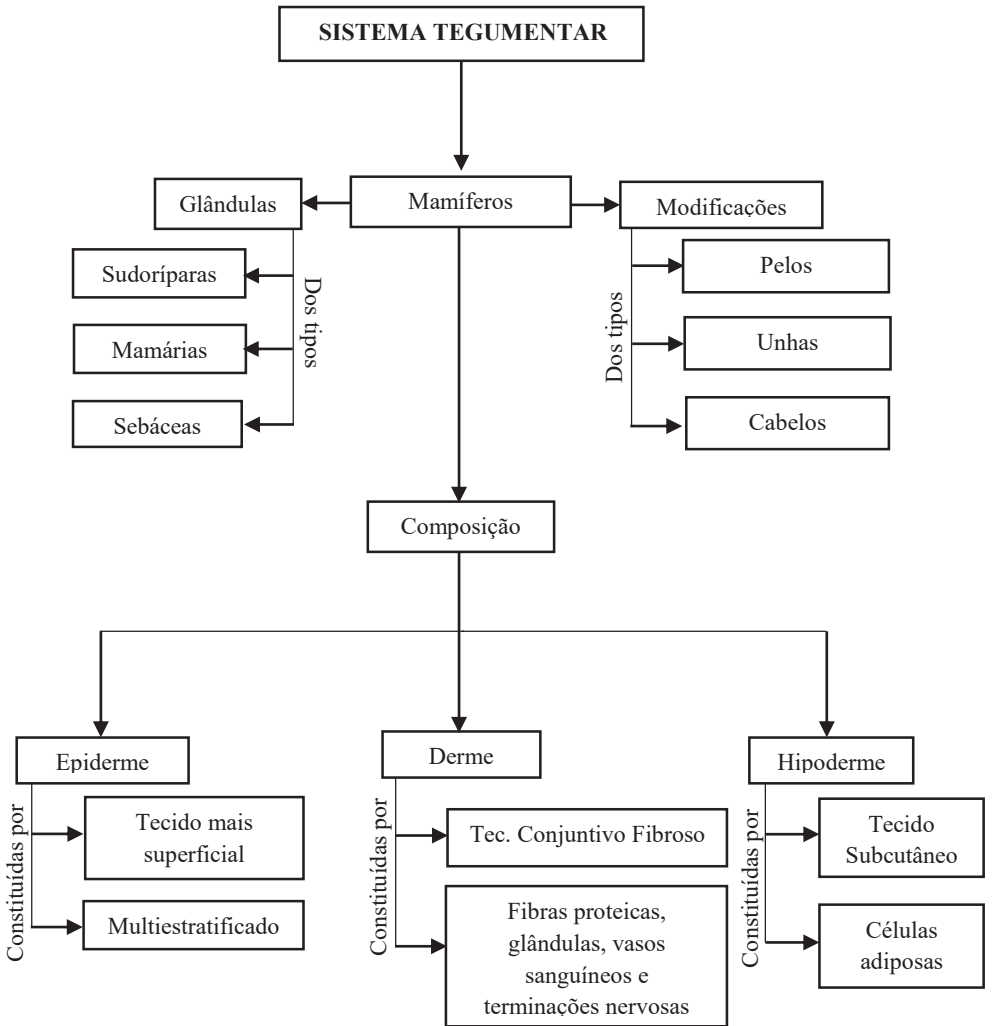 SISTEMA TEGUMENTAR
Glândulas
Mamíferos
Modificações
Sudoríparas
Mamárias
Sebáceas
Dos tipos
Dos tipos
Pelos
Unhas
Cabelos
Composição
Epiderme
Constituídas por
Tecido mais
superficial
Multiestratificado
Derme
Constituídas por
Tec. Conjuntivo Fibroso
Fibras proteicas,
glândulas, vasos
sanguíneos e
terminações nervosas
Hipoderme
Constituídas por
Tecido
Subcutâneo
Células
adiposas